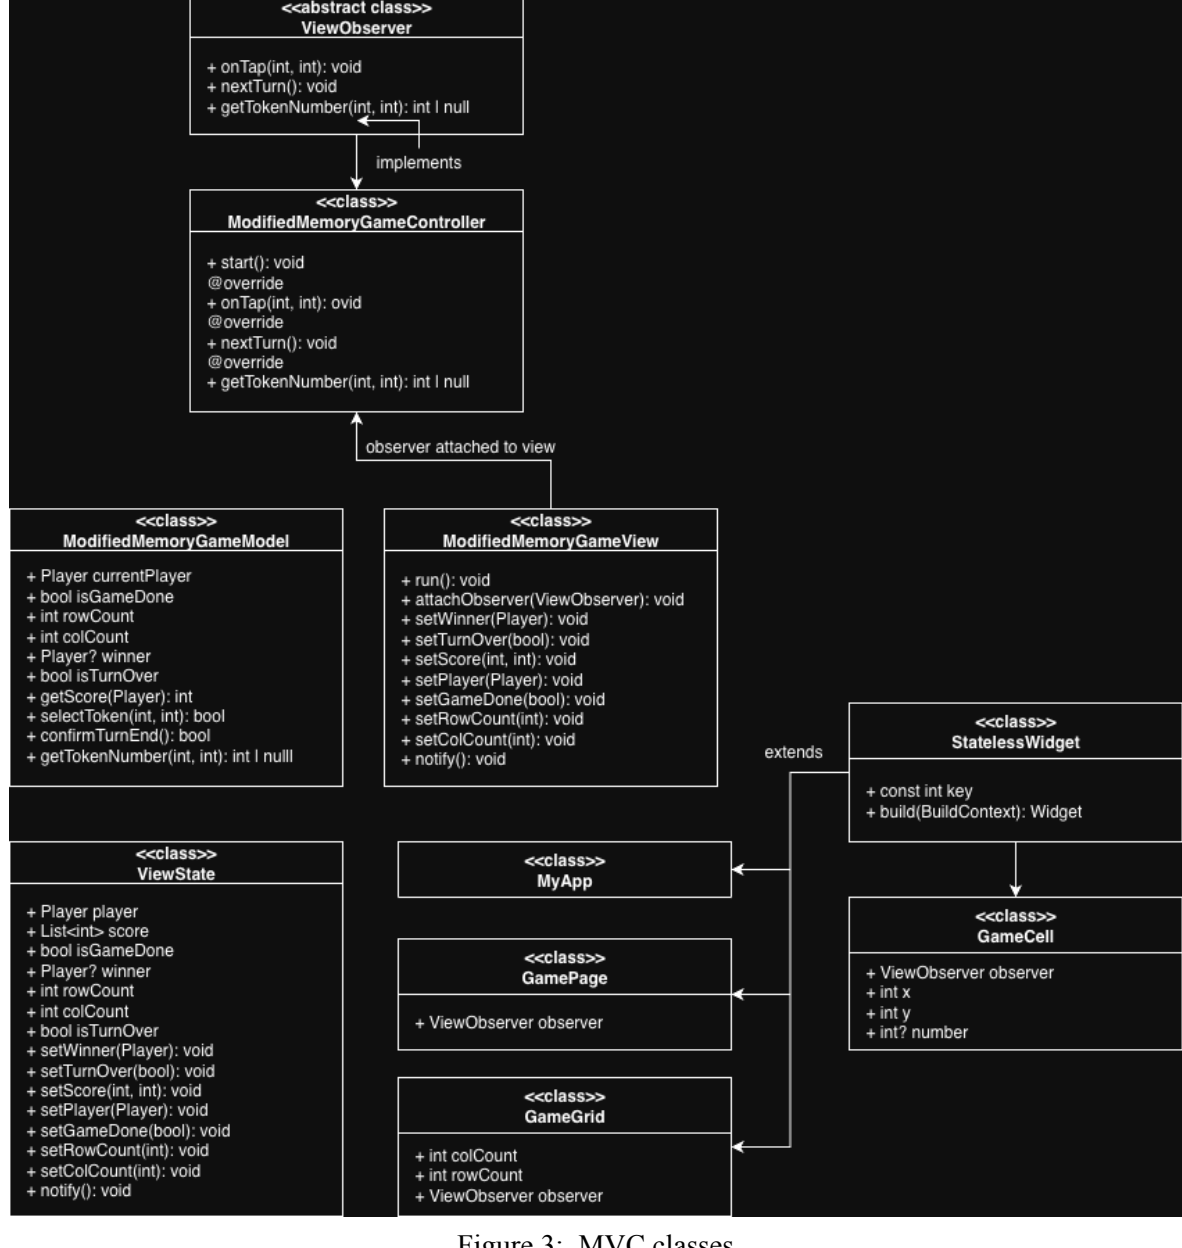 <<abstract class>>
ViewObserver
+ onTap(int, int): void
+ nextTurn(): void
+ getTokenNumber(int, int): int | null
implements
<<class>>
ModifiedMemoryGameController
+ start(): void
@override
+ onTap(int, int): ovid
@override
+ nextTurn(): void
@override
+ getTokenNumber(int, int): int | null
observer attached to view
<<class>>
ModifiedMemoryGameModel
+ Player currentPlayer
+ bool isGameDone
+ int rowCount
+ int colCount
+ Player? winner
+ bool isTurnOver
+ getScore(Player): int
+ selectToken(int, int): bool
+ confirmTurnEnd(): bool
+ getTokenNumber(int, int): int | nulll
<<class>>
ModifiedMemoryGameView
+ run(): void
+ attachObserver(ViewObserver): void
+ setWinner(Player): void
+ setTurnOver(bool): void
+ setScore(int, int): void
+ setPlayer(Player): void
+ setGameDone(bool): void
+ setRowCount(int): void
+ setColCount(int): void
+ notify(): void
extends
<<class>>
StatelessWidget
+ const int key
+ build(BuildContext): Widget
<<class>>
ViewState
+ Player player
+ List<int> score
+ bool isGameDone
+ Player? winner
+ int rowCount
+ int colCount
+ bool isTurnOver
+ setWinner(Player): void
+ setTurnOver(bool): void
+ setScore(int, int): void
+ setPlayer(Player): void
+ setGameDone(bool): void
+ setRowCount(int): void
+ setColCount(int): void
+ notify(): void
<<class>>
MyApp
<<class>>
GamePage
+ ViewObserver observer
<<class>>
GameGrid
+ int colCount
+ int rowCount
+ ViewObserver observer
<<class>>
GameCell
+ ViewObserver observer
+ int x
+ int y
+ int? number
Figure 3: MVC classes